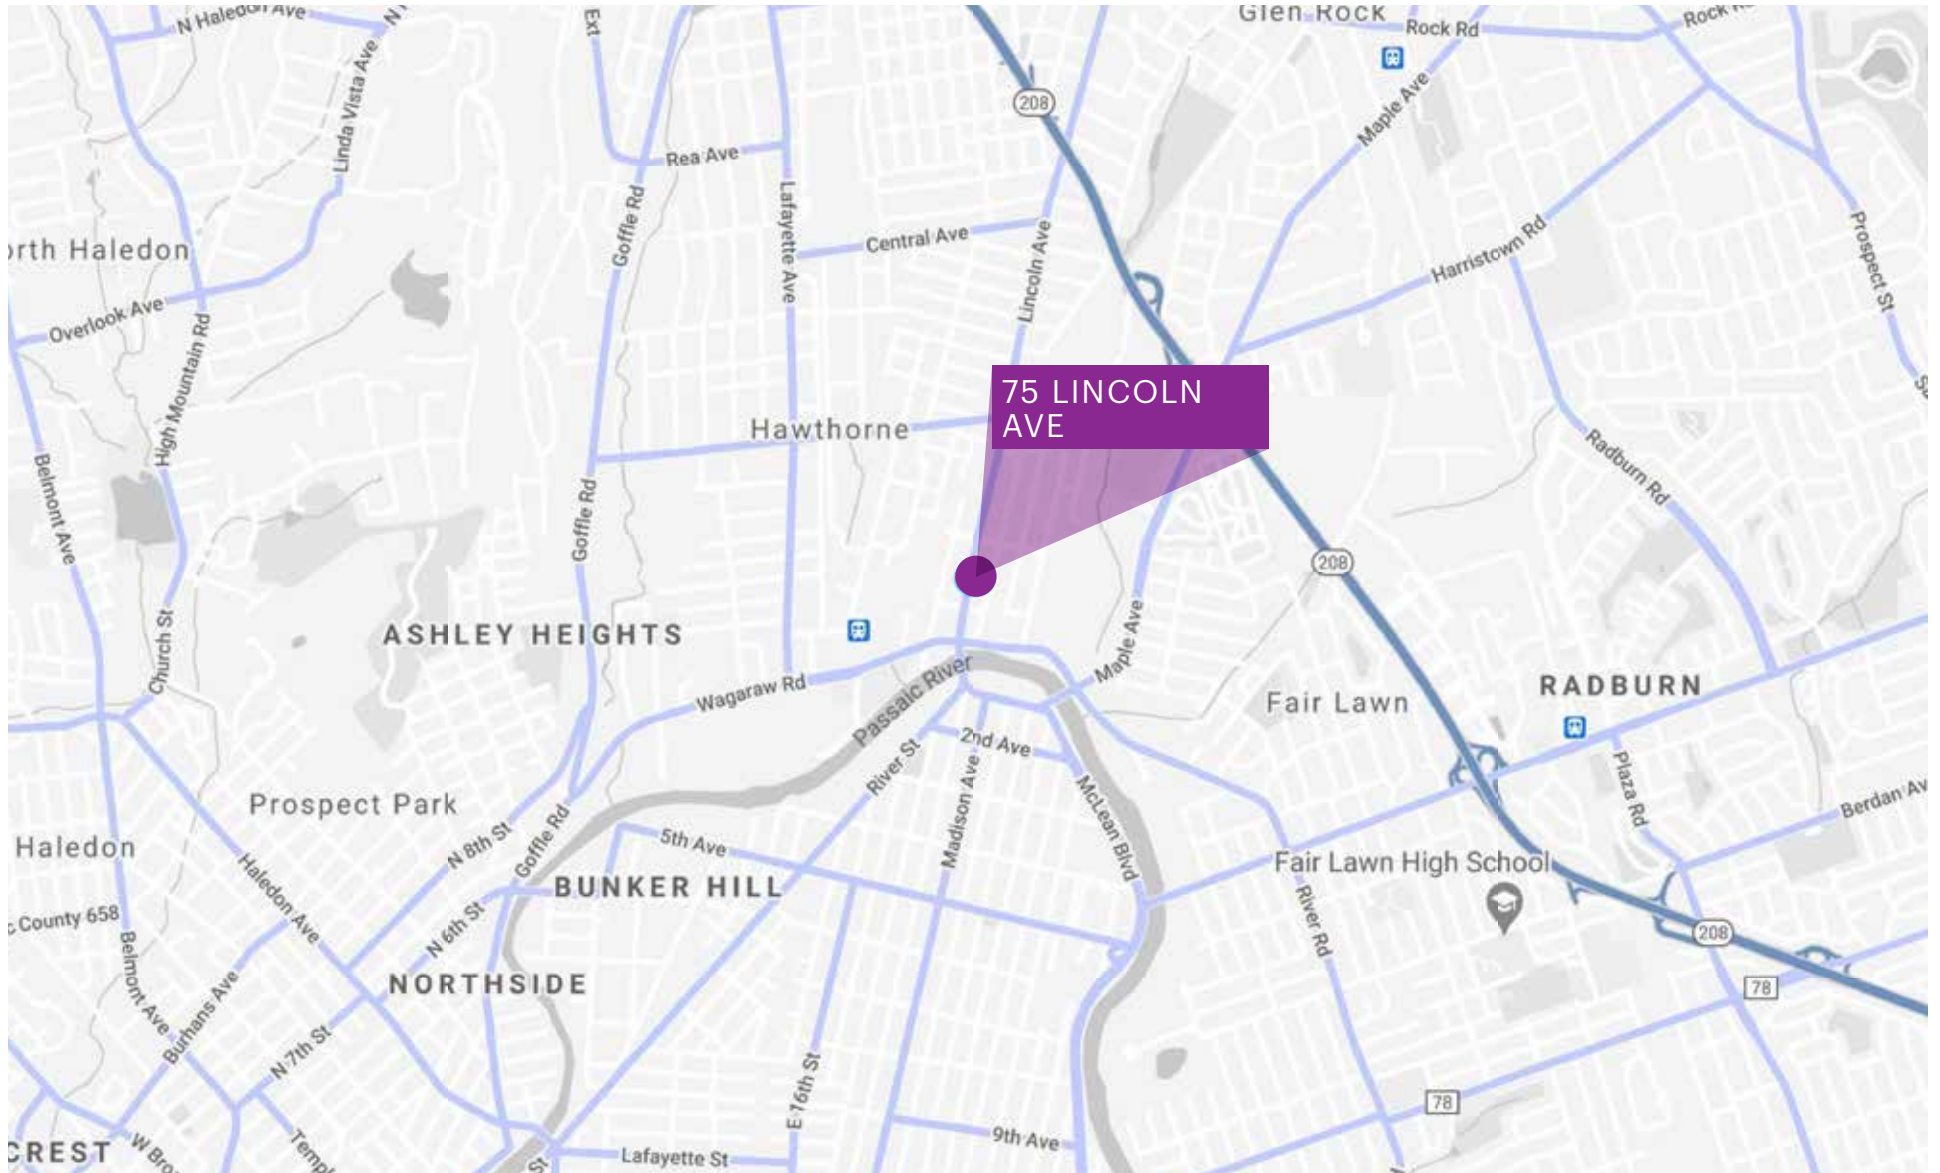 N Haledon Ave
Ext
Glen Rock
Rock Rd
Linda Vista Ave
208
Maple Ave
Rea Ave
Goffle Rd
Lafayette Ave
Central Ave
Lincoln Ave
Harristown Rd
Prospect St
orth Haledon
Overlook Ave
High Mountain Rd
75 LINCOLN
AVE
Hawthorne
Belmont Ave
Goffle Rd
Radburn Rd
208
Church St
ASHLEY HEIGHTS
Maple Ave
Wagaraw Rd
Passaic River
Fair Lawn
RADBURN
2nd Ave
River St
Madison Ave
McLean Blvd
Plaza Rd
Berdan Av
Prospect Park
Haledon
N 8th St
Goffle Rd
5th Ave
Fair Lawn High School
BUNKER HILL
Haledon Ave
County 658
N 6th St
River Rd
208
Belmont Ave
NORTHSIDE
78
Burhans Ave
N 7th St
E 16th St
78
9th Ave
CREST
W Bro
Templ
St
Lafayette St